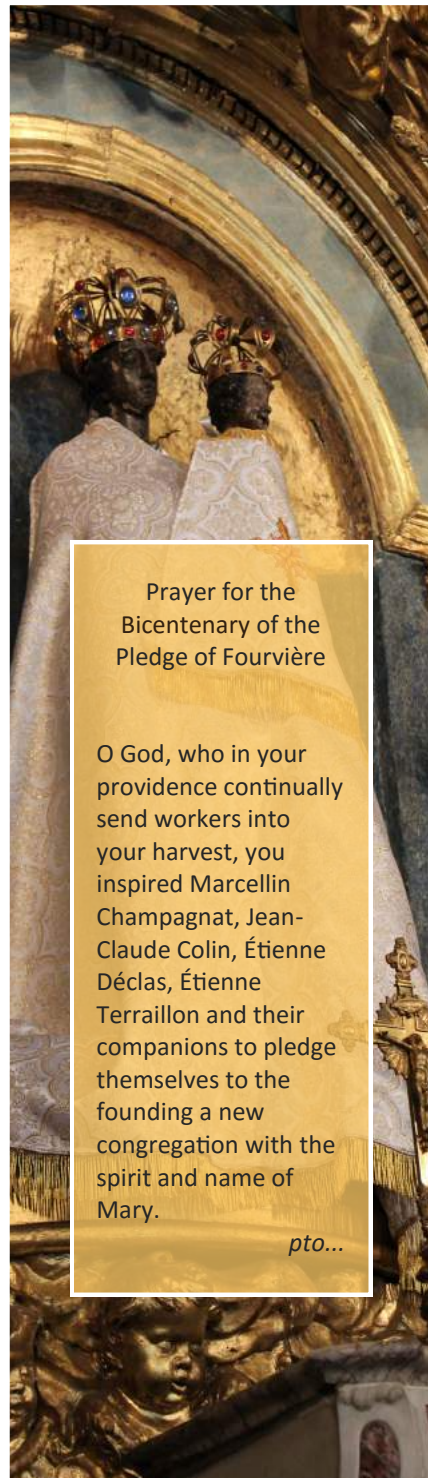 Prayer for the
Bicentenary of the
Pledge of Fourvière
O God, who in your
providence continually
send workers into
your harvest, you
inspired Marcellin
Champagnat, Jean-
Claude Colin, Étienne
Déclas, Étienne
Terraillon and their
companions to pledge
themselves to the
founding a new
congregation with the
spirit and name of
Mary.
pto...